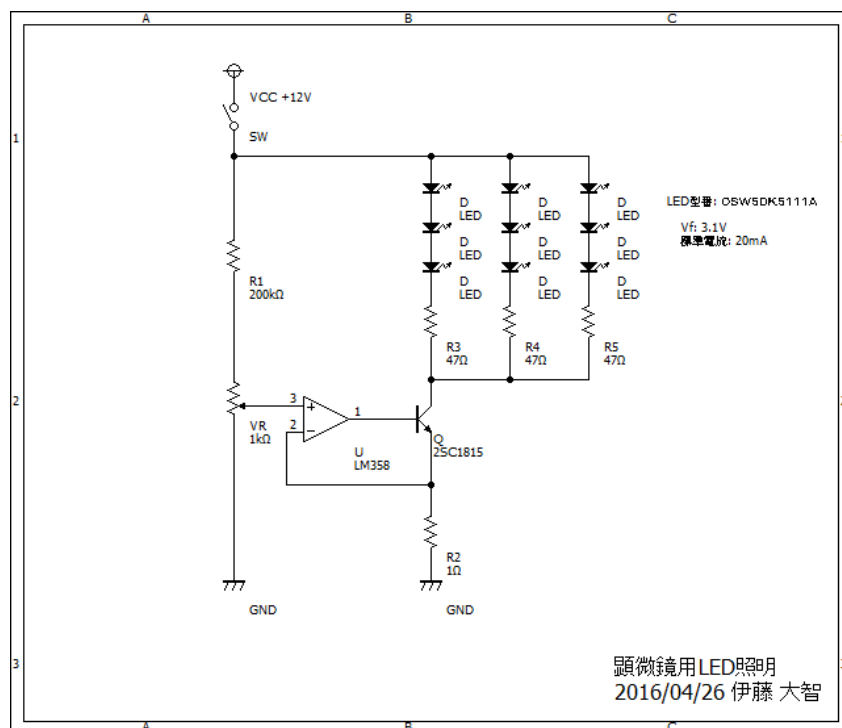 A B C
1
2
3
VCC +12V
SW
R1
200kΩ
VR
1kΩ
3
2
1
U
LM358
Q
2SC1815
R2
1Ω
GND
GND
D
LED
D
LED
D
LED
D
LED
D
LED
D
LED
D
LED
D
LED
D
LED
R3
47Ω
R4
47Ω
R5
47Ω
LED型番: OSW5DK5111A
Vf: 3.1V
標準電流: 20mA
顕微鏡用LED照明
2016/04/26 伊藤 大智
A B C